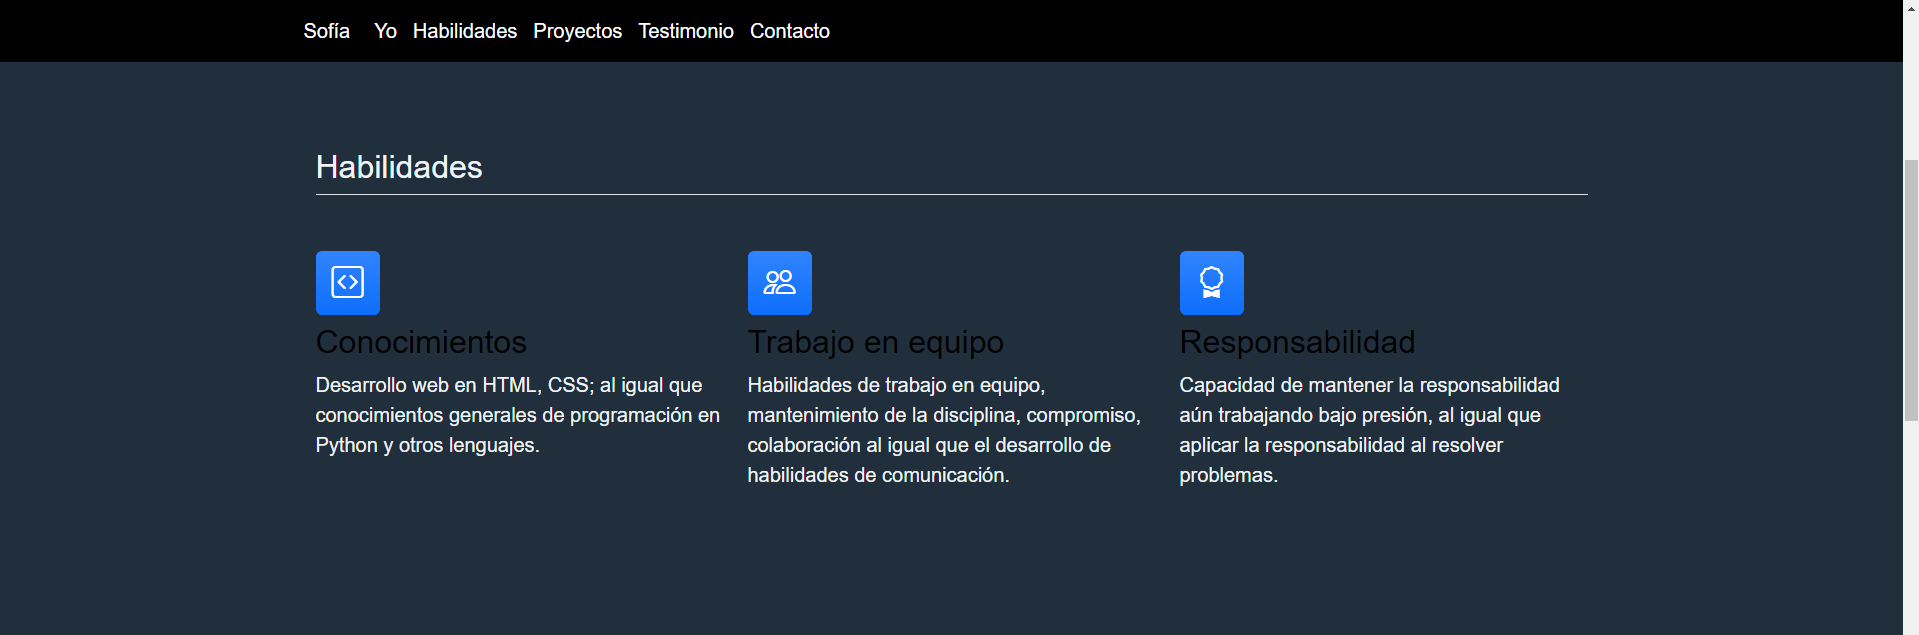 Sofía Yo Habilidades Proyectos Testimonio Contacto
Habilidades
Conocimientos
Desarrollo web en HTML, CSS; al igual que
conocimientos generales de programación en
Python y otros lenguajes.
Trabajo en equipo
Habilidades de trabajo en equipo,
mantenimiento de la disciplina, compromiso,
colaboración al igual que el desarrollo de
habilidades de comunicación.
Responsabilidad
Capacidad de mantener la responsabilidad
aún trabajando bajo presión, al igual que
aplicar la responsabilidad al resolver
problemas.